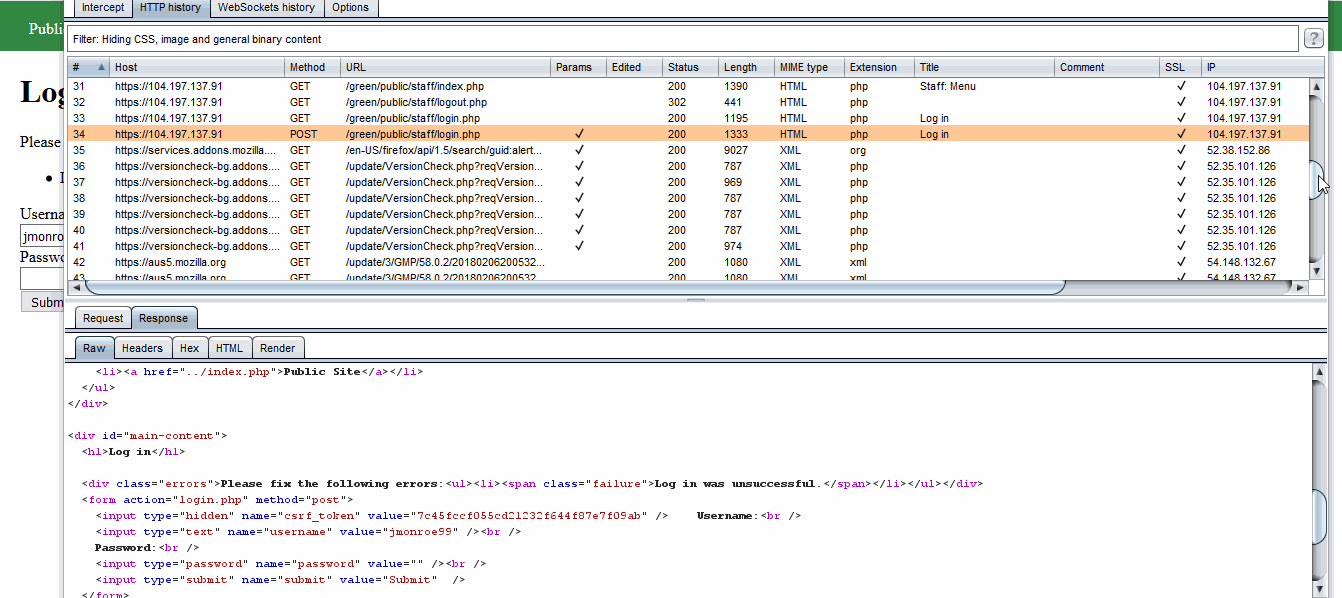 Intercept HTTP history WebSockets history Options
Publi
Filter: Hiding CSS, image and general binary content ?
# Host Method URL Params Edited Status Length MIME type Extension Title Comment SSL IP
31 https://104.197.137.91 GET /green/public/staff/index.php 200 1390 HTML php Staff: Menu ✓ 104.197.137.91
32 https://104.197.137.91 GET /green/public/staff/logout.php 302 441 HTML php ✓ 104.197.137.91
33 https://104.197.137.91 GET /green/public/staff/login.php 200 1195 HTML php Log in ✓ 104.197.137.91
34 https://104.197.137.91 POST /green/public/staff/login.php ✓ 200 1333 HTML php Log in ✓ 104.197.137.91
35 https://services.addons.mozilla.... GET /en-US/firefox/api/1.5/search/guid:alert... ✓ 200 9027 XML org ✓ 52.38.152.86
36 https://versioncheck-bg.addons.... GET /update/VersionCheck.php?reqVersion... ✓ 200 787 XML php ✓ 52.35.101.126
37 https://versioncheck-bg.addons.... GET /update/VersionCheck.php?reqVersion... ✓ 200 969 XML php ✓ 52.35.101.126
38 https://versioncheck-bg.addons.... GET /update/VersionCheck.php?reqVersion... ✓ 200 787 XML php ✓ 52.35.101.126
39 https://versioncheck-bg.addons.... GET /update/VersionCheck.php?reqVersion... ✓ 200 787 XML php ✓ 52.35.101.126
40 https://versioncheck-bg.addons.... GET /update/VersionCheck.php?reqVersion... ✓ 200 787 XML php ✓ 52.35.101.126
41 https://versioncheck-bg.addons.... GET /update/VersionCheck.php?reqVersion... ✓ 200 974 XML php ✓ 52.35.101.126
42 https://aus5.mozilla.org GET /update/3/GMP/58.0.2/20180206200532... 200 1080 XML xml ✓ 54.148.132.67
43 https://aus5.mozilla.org GET /update/3/GMP/58.0.2/20180206200532... 200 1080 XML xml ✓ 54.148.132.67
Log
Please
Userna
jmonro
Passwo
Subm
Request Response
Raw Headers Hex HTML Render
<li><a href="../index.php">Public Site</a></li>
</ul>
</div>
<div id="main-content">
<h1>Log in</h1>
<div class="errors">Please fix the following errors:<ul><li><span class="failure">Log in was unsuccessful.</span></li></ul></div>
<form action="login.php" method="post">
<input type="hidden" name="csrf_token" value="7c45fccf055cd21232f644f87e7f09ab" /> Username:<br />
<input type="text" name="username" value="jmonroe99" /><br />
Password:<br />
<input type="password" name="password" value="" /><br />
<input type="submit" name="submit" value="Submit" />
</form>